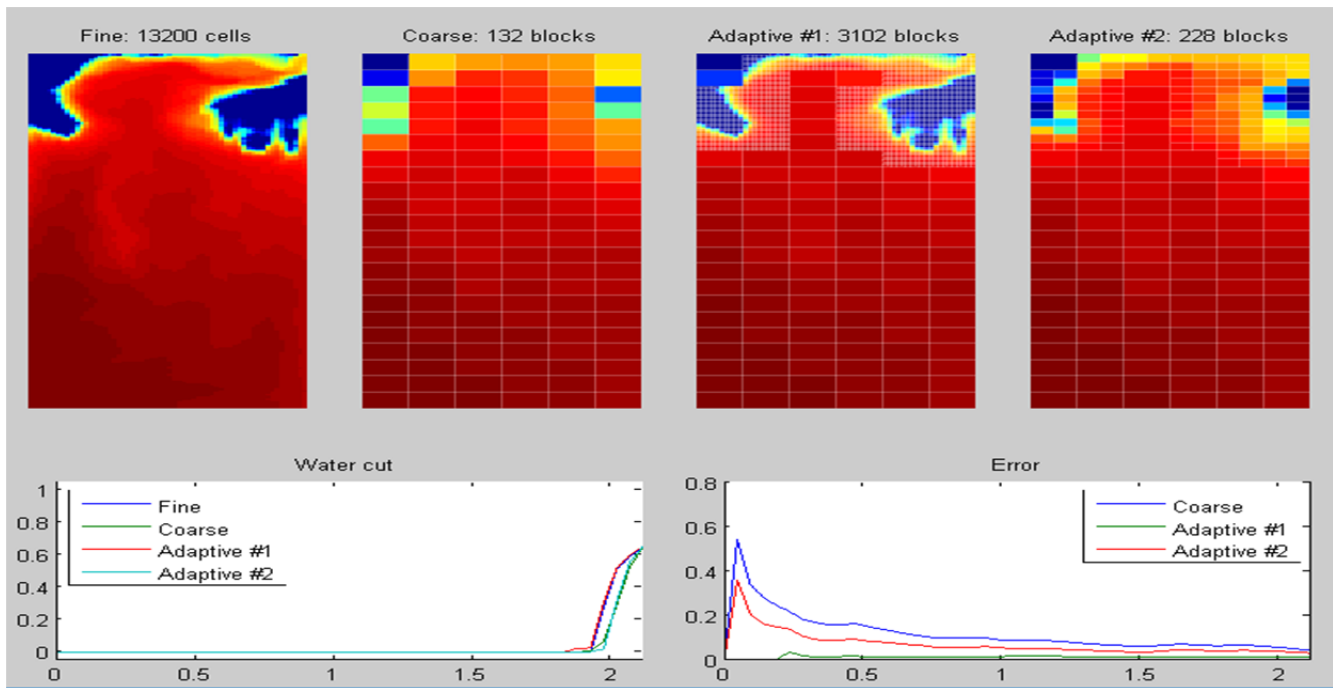 Fine: 13200 cells
Coarse: 132 blocks
Adaptive #1: 3102 blocks
Adaptive #2: 228 blocks
Water cut
1
0.8
0.6
0.4
0.2
0
Fine
Coarse
Adaptive #1
Adaptive #2
0
0.5
1
1.5
2
Error
0.8
0.6
0.4
0.2
0
Coarse
Adaptive #1
Adaptive #2
0
0.5
1
1.5
2